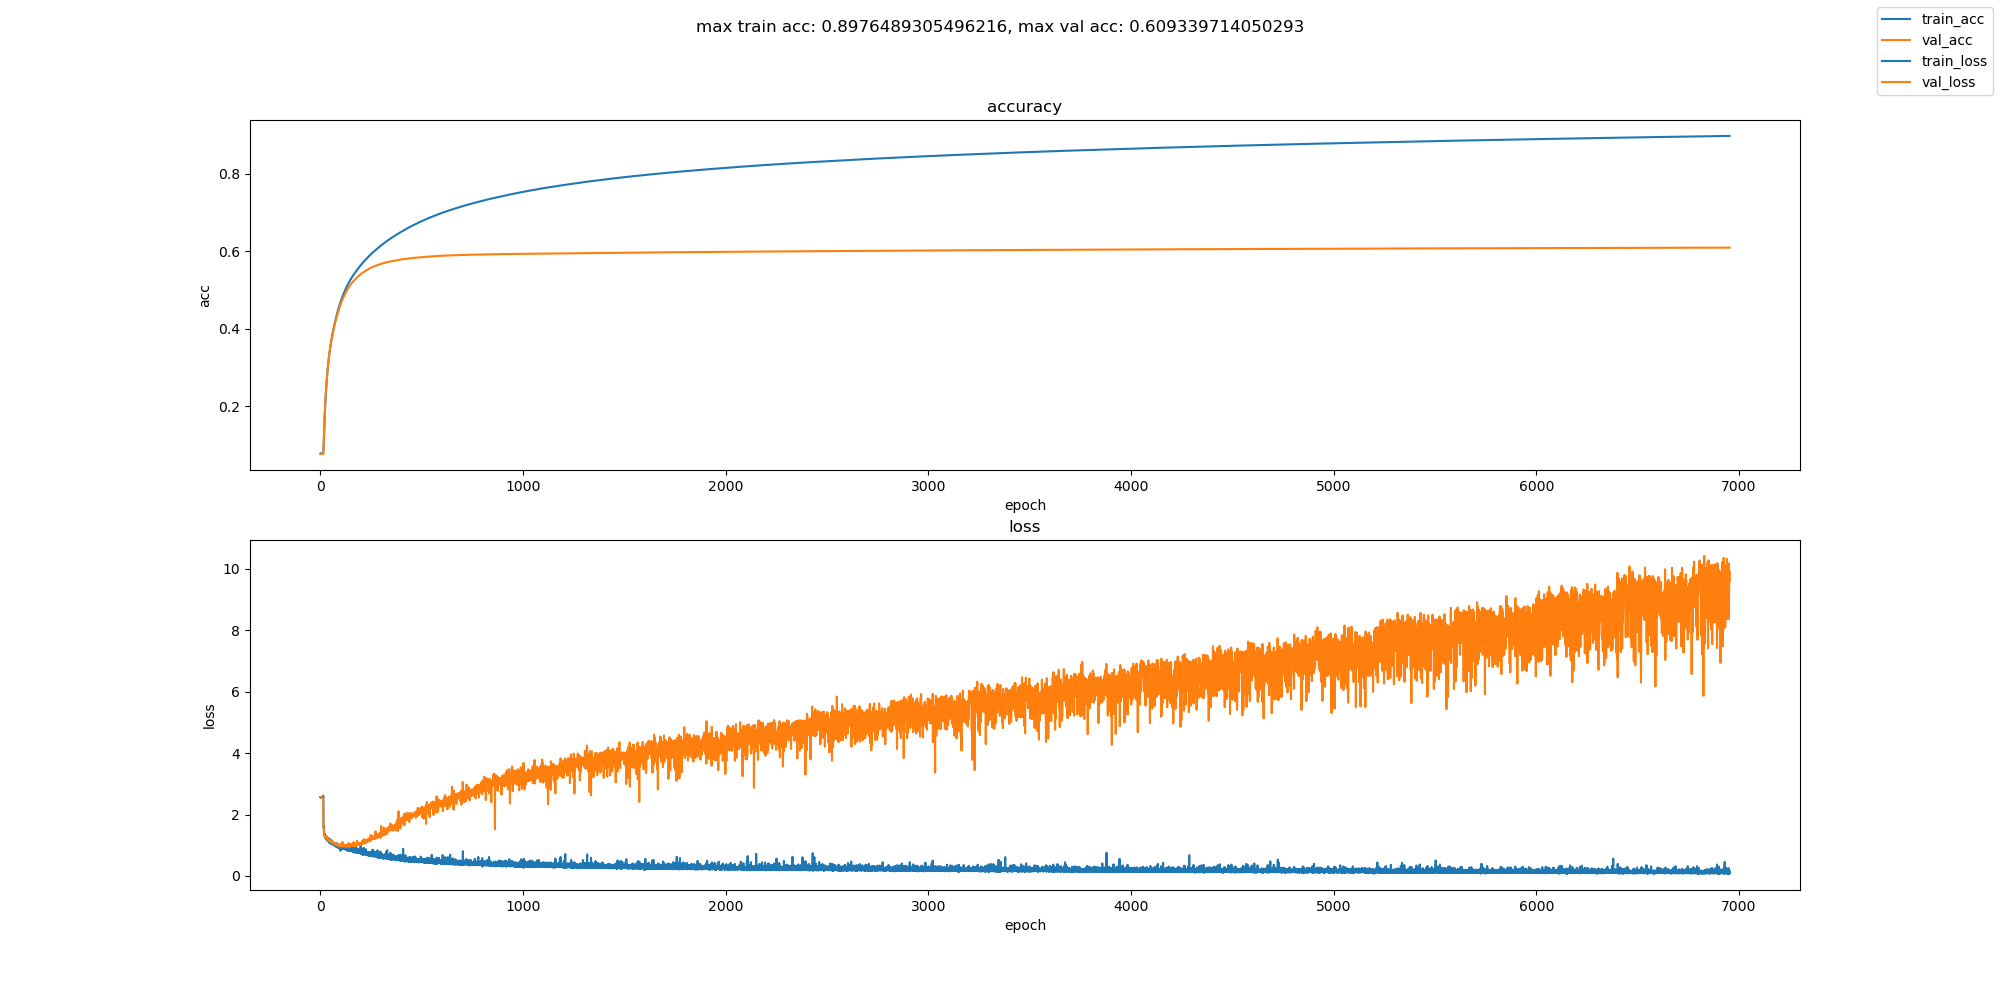 max train acc: 0.8976489305496216, max val acc: 0.609339714050293
train_acc
val_acc
train_loss
val_loss
accuracy
0.8
0.6
0.4
0.2
acc
0 1000 2000 3000 4000 5000 6000 7000
epoch
loss
10
8
6
4
2
0
loss
0 1000 2000 3000 4000 5000 6000 7000
epoch